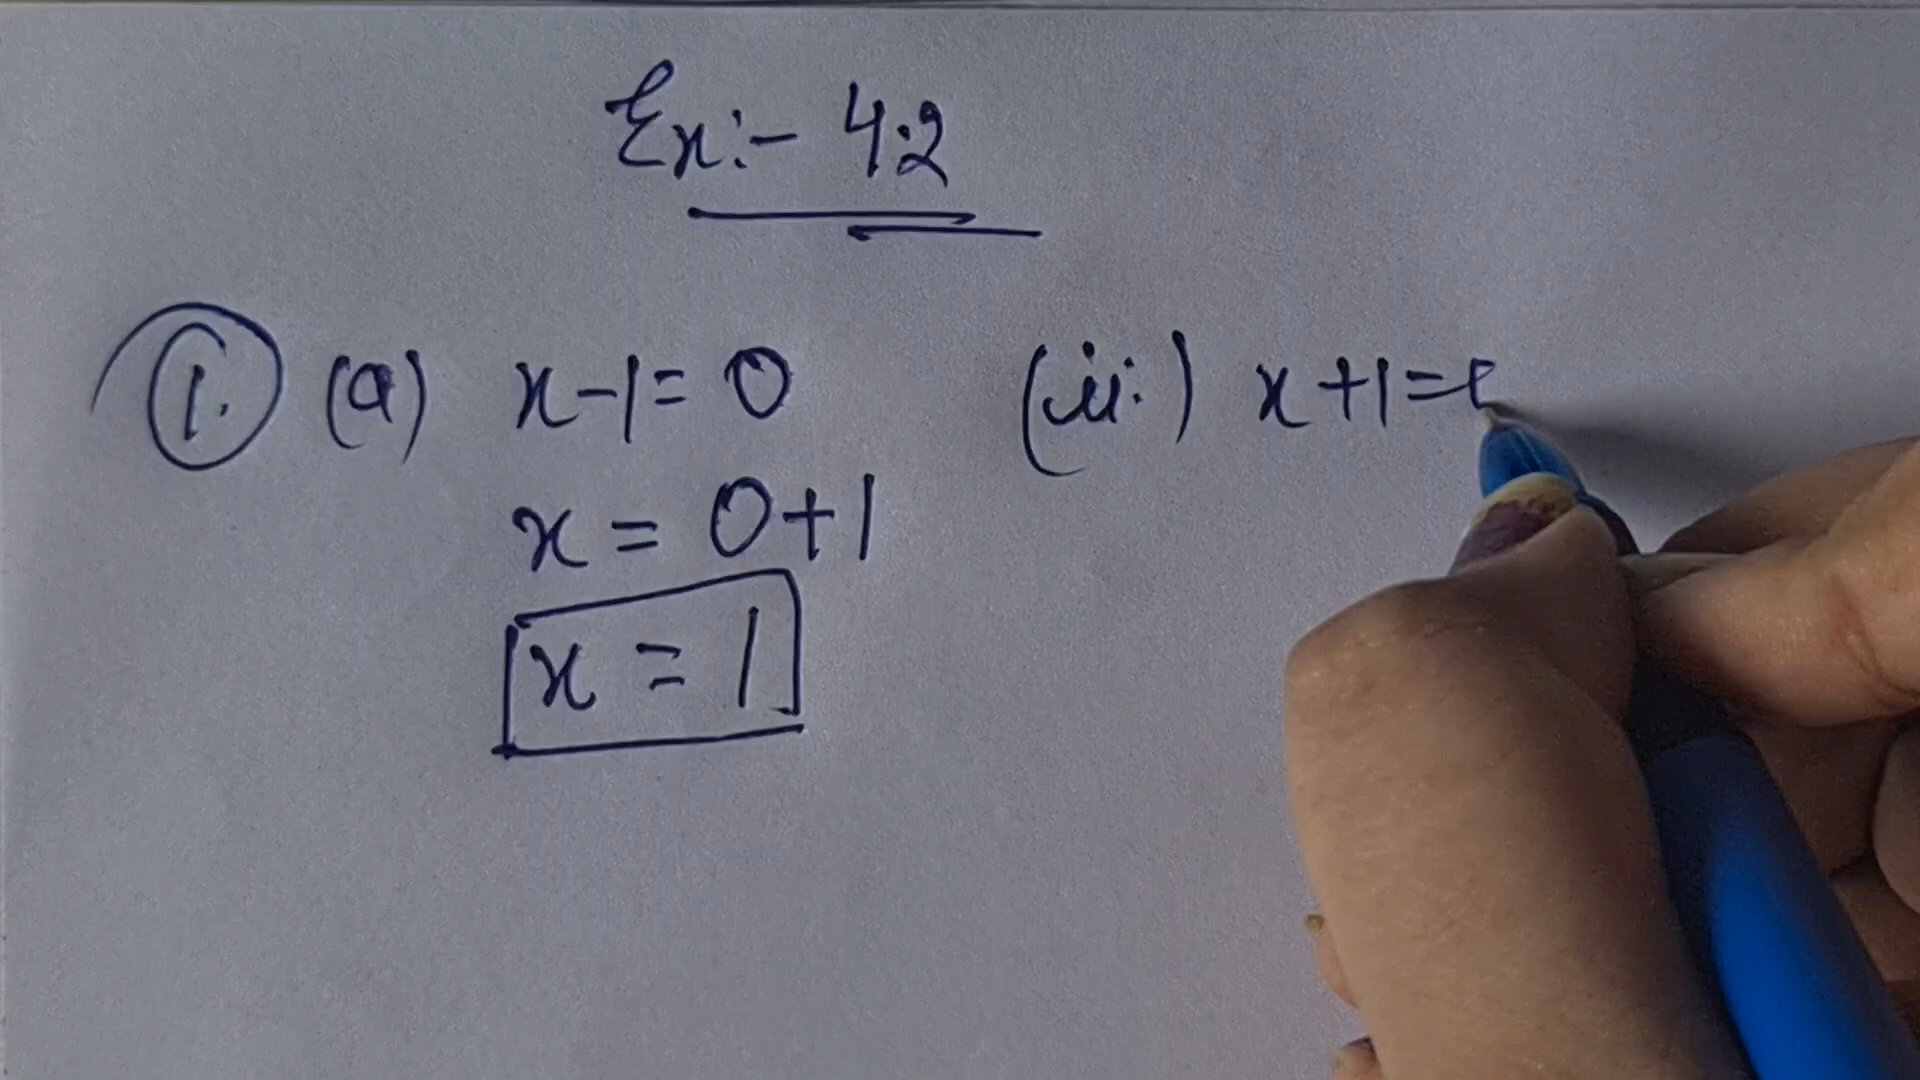 Ex:- 4.2
1. (a) x-1=0 (ii.) x+1=
x = 0+1
x = 1